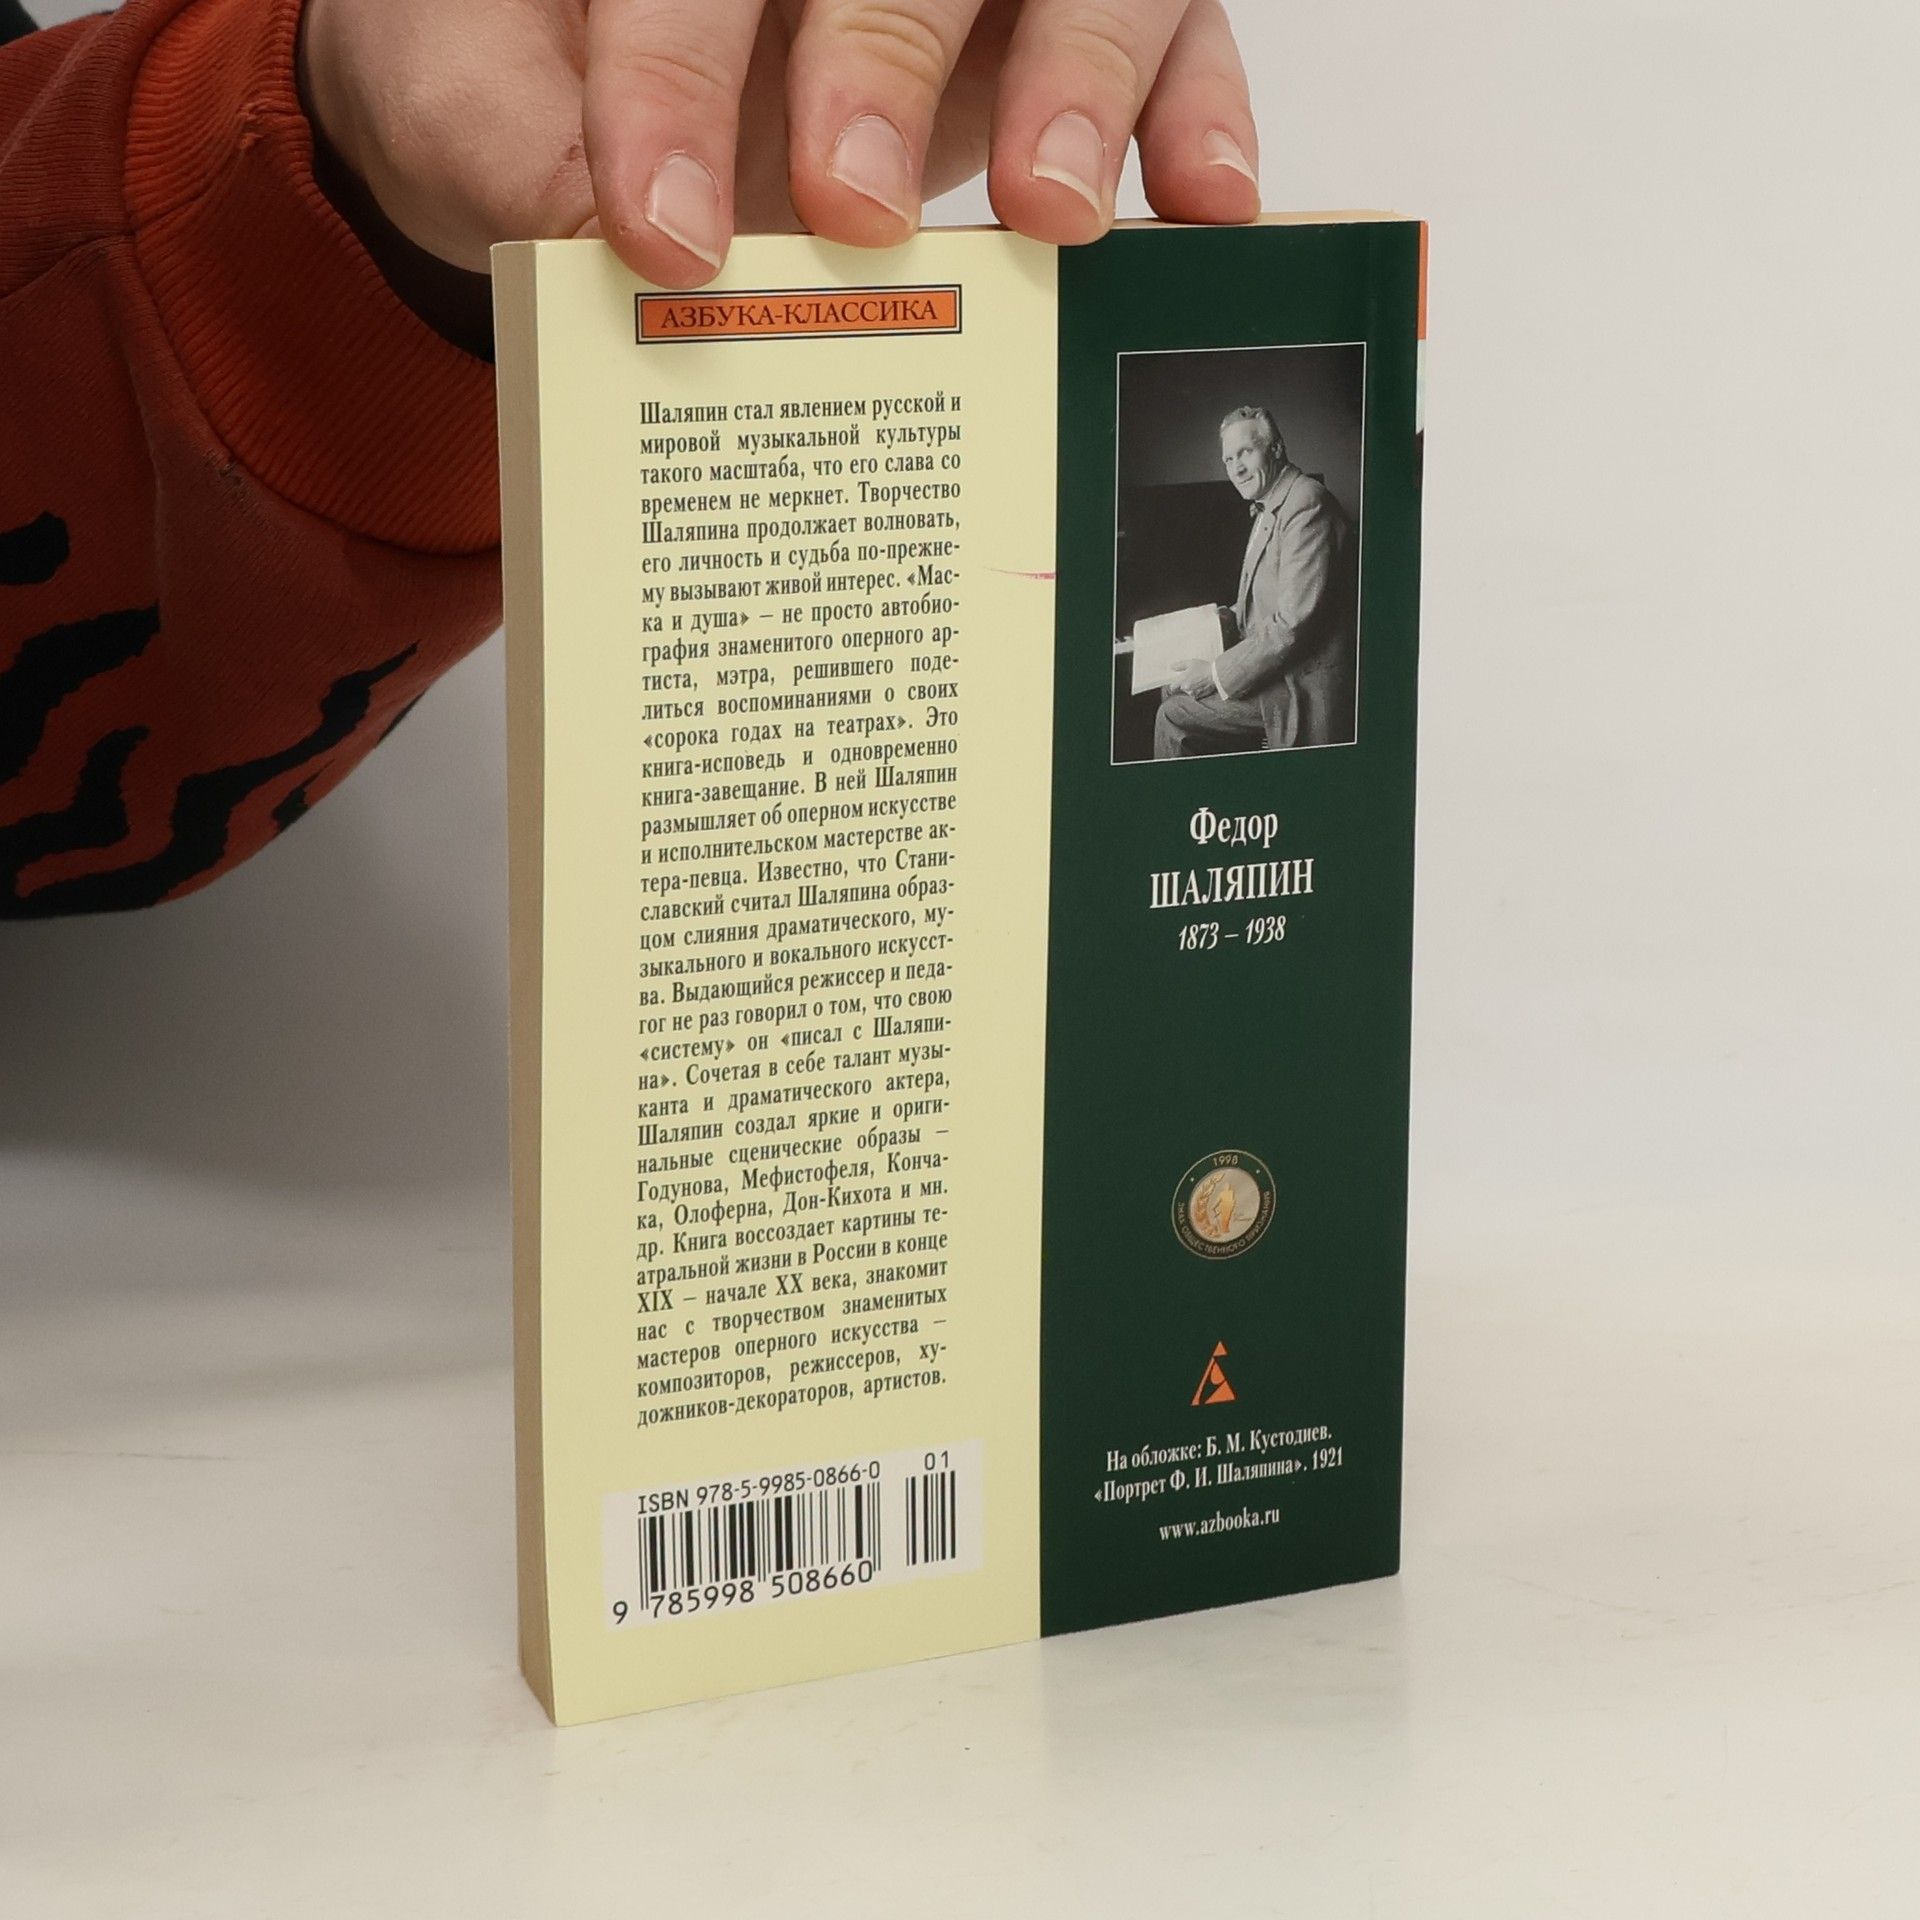 АЗБУКА-КЛАССИКА
Шаляпин стал явлением русской и
мировой музыкальной культуры
такого масштаба, что его слава со
временем не меркнет. Творчество
Шаляпина продолжает волновать,
его личность и судьба по-прежне-
му вызывают живой интерес. «Мас-
ка и душа» – не просто автобио-
графия знаменитого оперного ар-
тиста, мэтра, решившего поде-
литься воспоминаниями о своих
«сорока годах на театрах». Это
книга-исповедь и одновременно
книга-завещание. В ней Шаляпин
размышляет об оперном искусстве
и исполнительском мастерстве ак-
тера-певца. Известно, что Стани-
славский считал Шаляпина образ-
цом слияния драматического, му-
зыкального и вокального искусст-
ва. Выдающийся режиссер и педа-
гог не раз говорил о том, что свою
«систему» он «писал с Шаляпи-
на». Сочетая в себе талант музы-
канта и драматического актера,
Шаляпин создал яркие и ориги-
нальные сценические образы –
Годунова, Мефистофеля, Конча-
ка, Олоферна, Дон-Кихота и мн.
др. Книга воссоздает картины те-
атральной жизни в России в конце
XIX – начале XX века, знакомит
нас с творчеством знаменитых
мастеров оперного искусства –
композиторов, режиссеров, ху-
дожников-декораторов, артистов.
ISBN 978-5-9985-0866-0
01
9 785998 508660
Федор
ШАЛЯПИН
1873 – 1938
1998
ЗНАК ОБЩЕСТВЕННОГО ПРИЗНАНИЯ
На обложке: Б. М. Кустодиев.
«Портрет Ф. И. Шаляпина». 1921
www.azbooka.ru